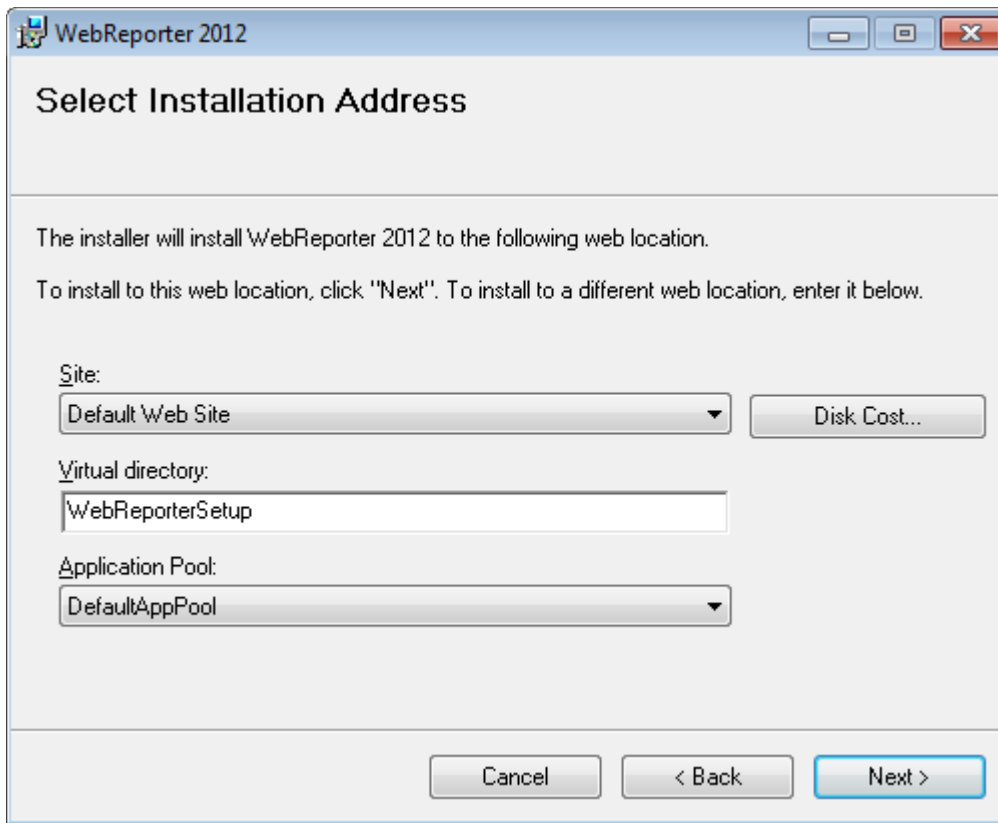 WebReporter 2012
Select Installation Address
The installer will install WebReporter 2012 to the following web location.
To install to this web location, click "Next". To install to a different web location, enter it below.
Site:
Default Web Site
Disk Cost...
Virtual directory:
WebReporterSetup
Application Pool:
DefaultAppPool
Cancel
< Back
Next >